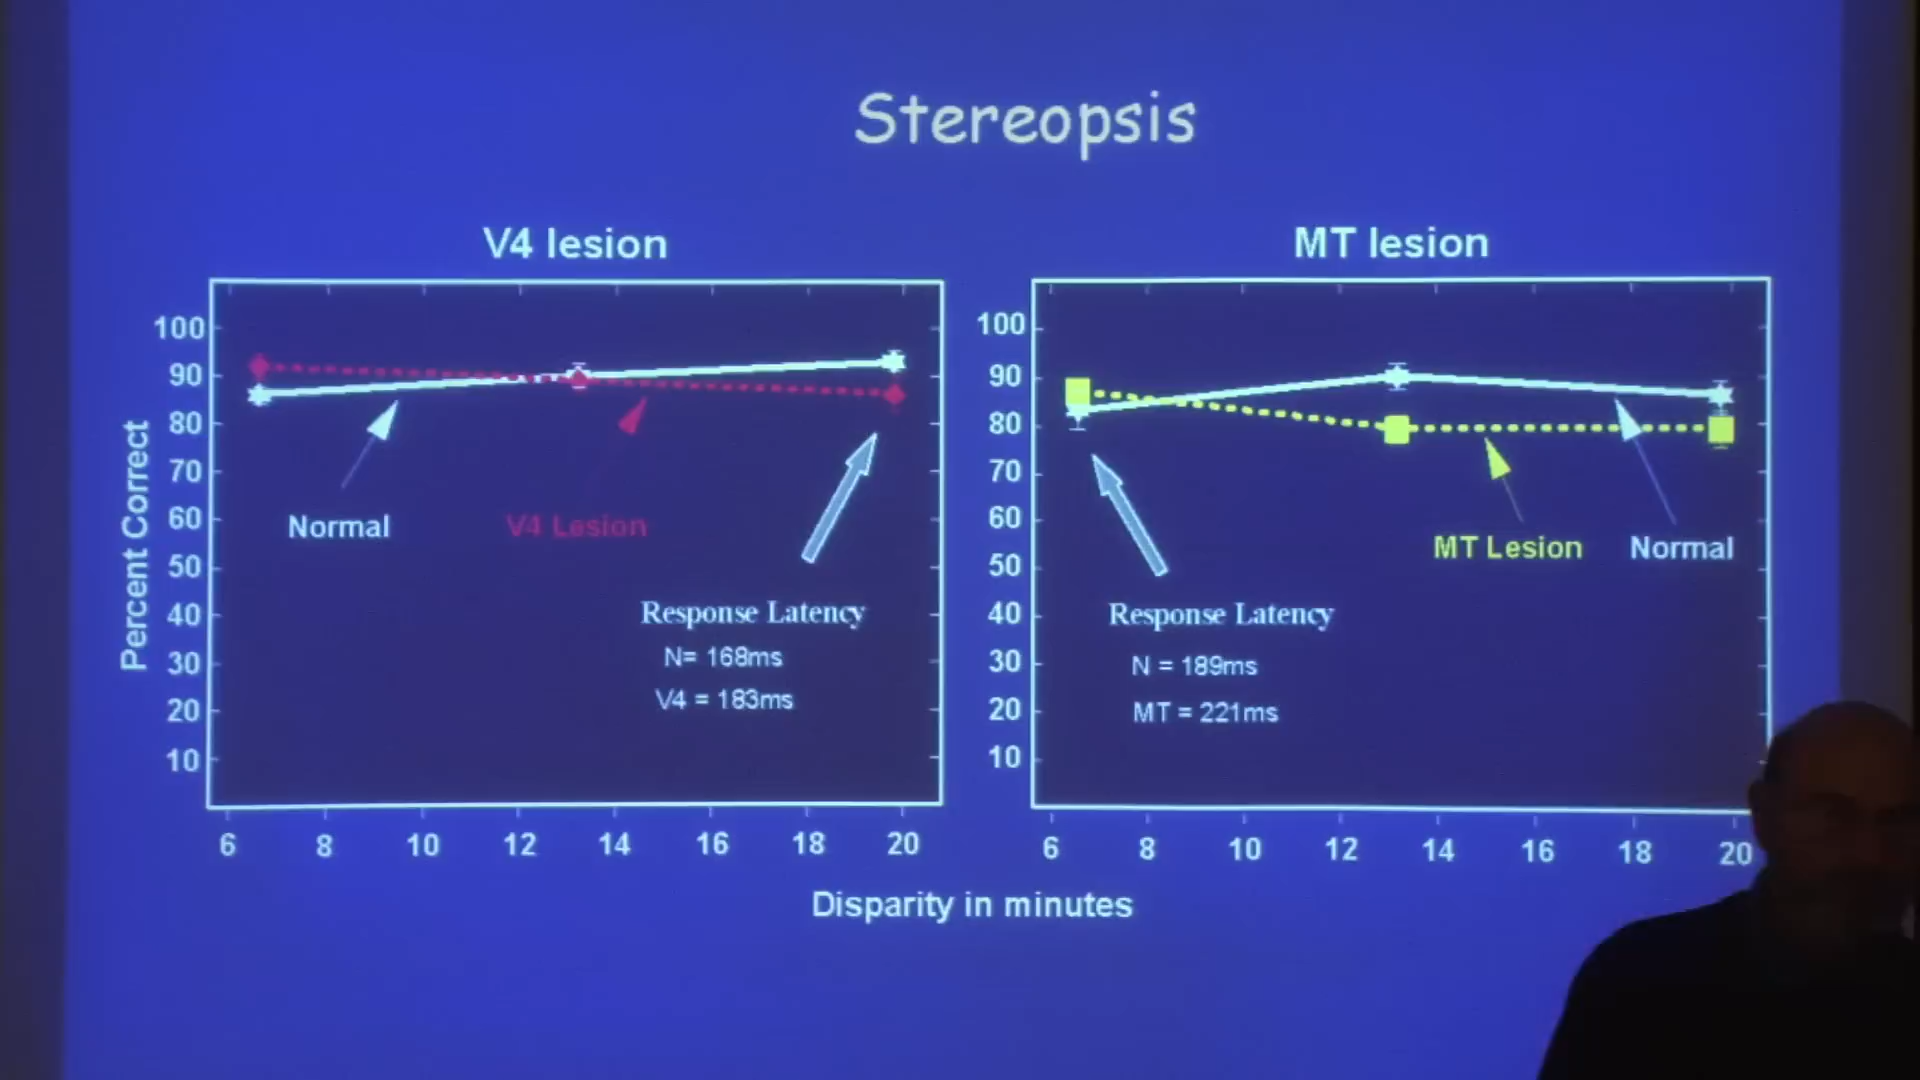 Stereopsis
V4 lesion
Percent Correct
100
90
80
70
60
50
40
30
20
10
Normal
V4 Lesion
Response Latency
N= 168ms
V4 = 183ms
6 8 10 12 14 16 18 20
MT lesion
100
90
80
70
60
50
40
30
20
10
MT Lesion
Normal
Response Latency
N = 189ms
MT = 221ms
6 8 10 12 14 16 18 20
Disparity in minutes